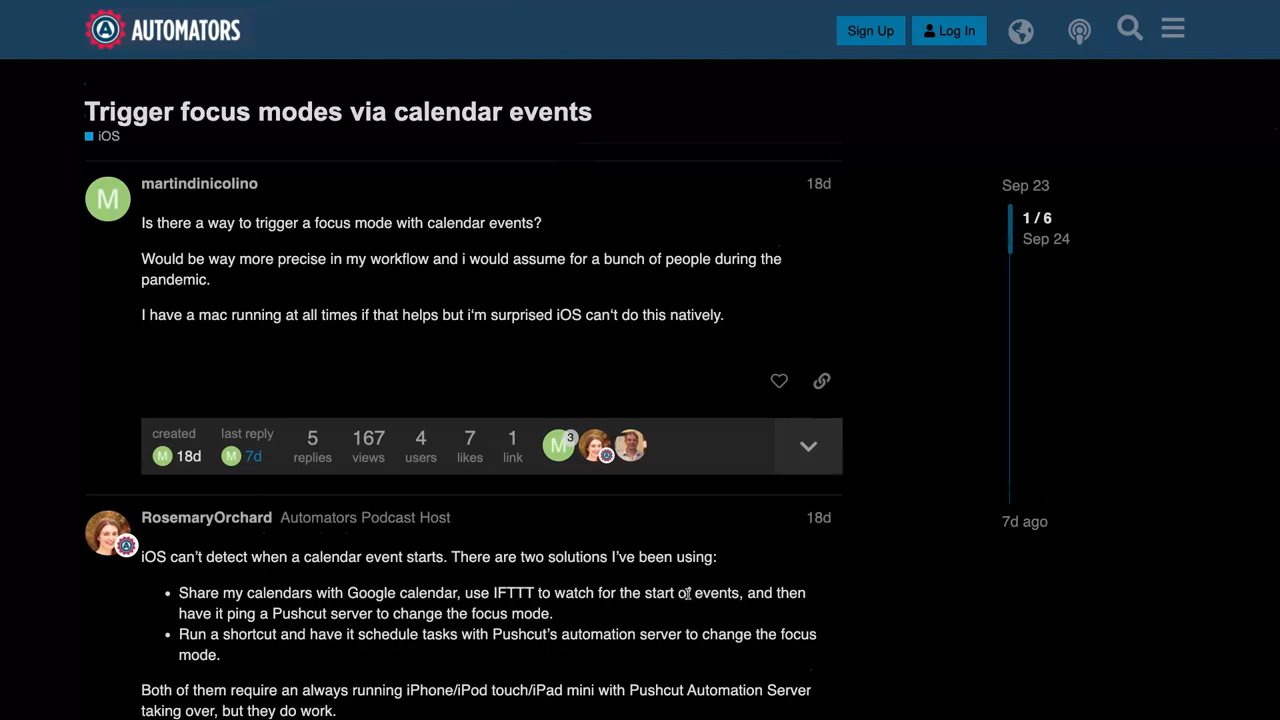 AUTOMATORS
Sign Up
Log In
Trigger focus modes via calendar events
iOS
M
martindinicolino
18d
Is there a way to trigger a focus mode with calendar events?
Would be way more precise in my workflow and i would assume for a bunch of people during the
pandemic.
I have a mac running at all times if that helps but i‘m surprised iOS can‘t do this natively.
Sep 23
1 / 6
Sep 24
7d ago
created
M 18d
last reply
M 7d
5
replies
167
views
4
users
7
likes
1
link
M 3
RosemaryOrchard Automators Podcast Host
18d
iOS can’t detect when a calendar event starts. There are two solutions I’ve been using:
• Share my calendars with Google calendar, use IFTTT to watch for the start of events, and then
have it ping a Pushcut server to change the focus mode.
• Run a shortcut and have it schedule tasks with Pushcut’s automation server to change the focus
mode.
Both of them require an always running iPhone/iPod touch/iPad mini with Pushcut Automation Server
taking over, but they do work.